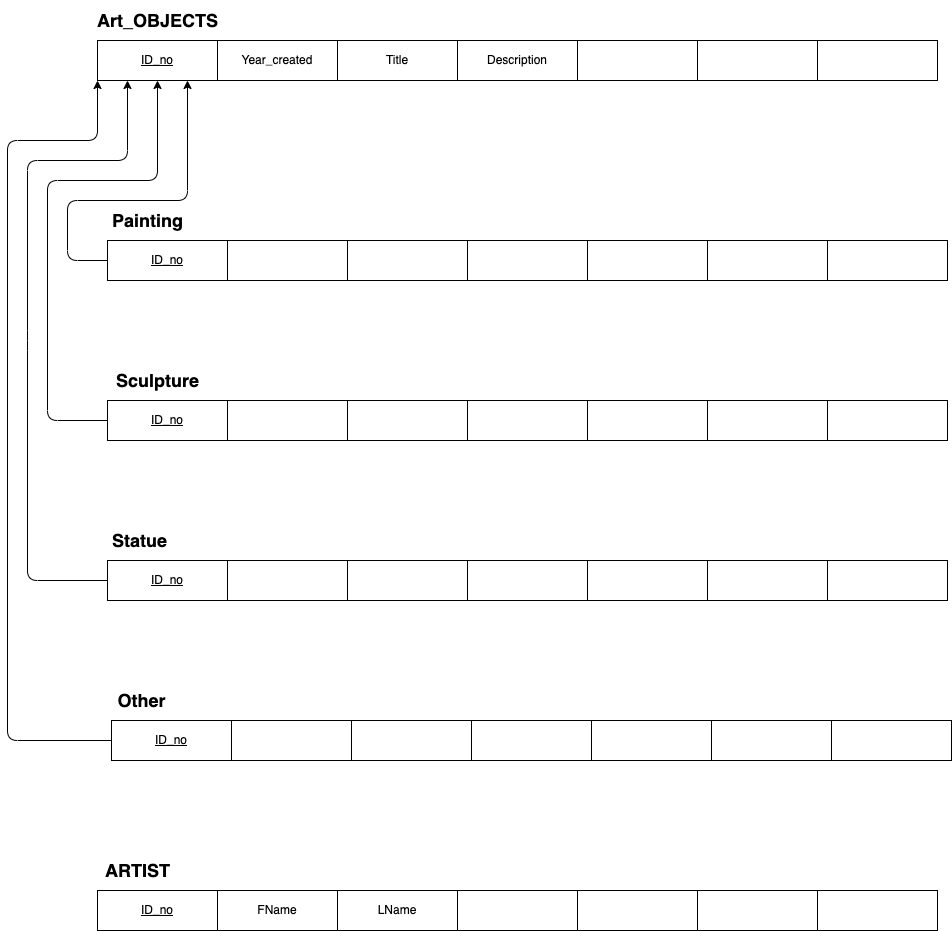 Art_OBJECTS
ID_no Year_created Title Description
Painting
ID_no
Sculpture
ID_no
Statue
ID_no
Other
ID_no
ARTIST
ID_no FName LName